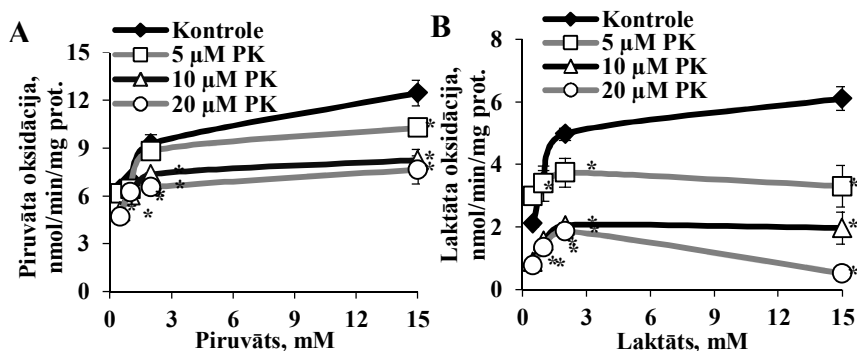 A
Kontrole
5 µM PK
10 µM PK
20 µM PK
Piruvāta oksidācija,
nmol/min/mg prot.
15
12
9
6
3
0
* * * * * * * *
0 3 6 9 12 15
Piruvāts, mM
B
Kontrole
5 µM PK
10 µM PK
20 µM PK
Laktāta oksidācija,
nmol/min/mg prot.
8
6
4
2
0
* * * * * * * * * *
0 3 6 9 12 15
Laktāts, mM